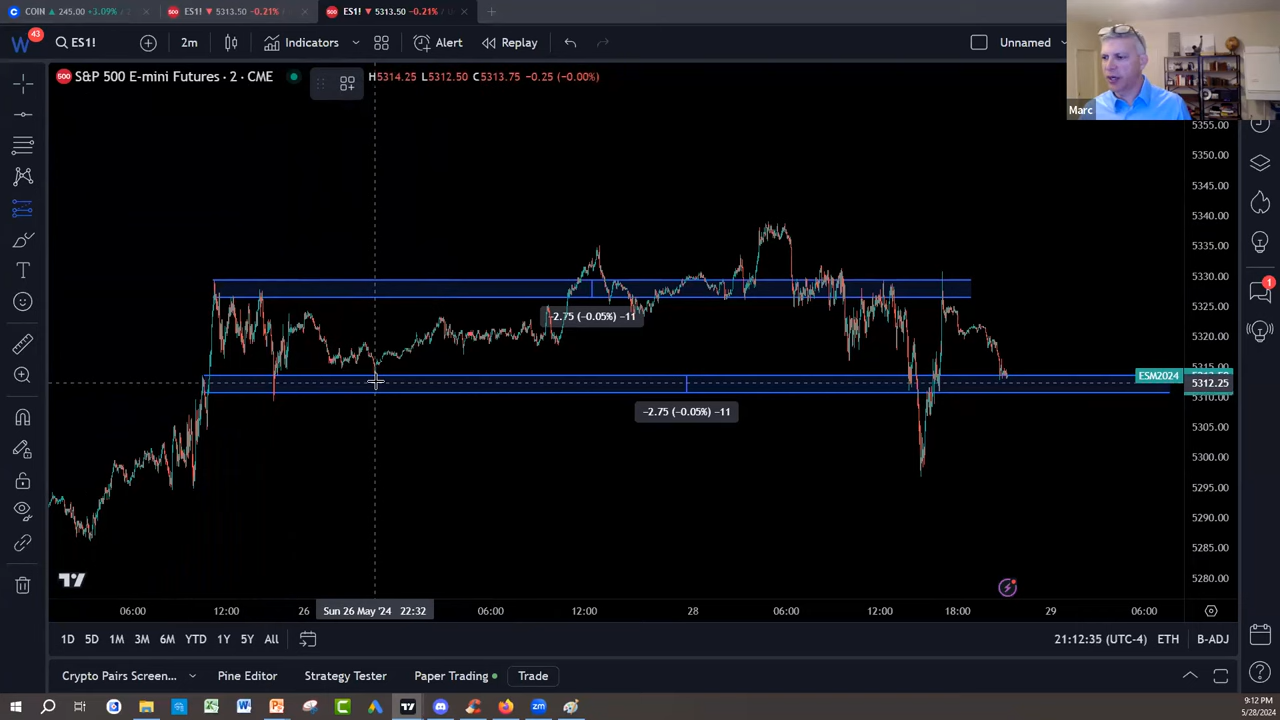 COIN ▲ 245.00 +3.09%
ES1! ▼ 5313.50 −0.21%
ES1! ▼ 5313.50 −0.21%
43
ES1!
2m
Indicators
Alert
Replay
Unnamed
Marc
500 S&P 500 E-mini Futures · 2 · CME
H5314.25 L5312.50 C5313.75 −0.25 (−0.00%)
5355.00
5350.00
5345.00
5340.00
5335.00
5330.00
5325.00
5320.00
5315.00
ESM2024
5312.25
5310.00
5305.00
5300.00
5295.00
5290.00
5285.00
5280.00
−2.75 (−0.05%) −11
−2.75 (−0.05%) −11
1
06:00
12:00
26
Sun 26 May '24 22:32
06:00
12:00
28
06:00
12:00
18:00
29
06:00
1D 5D 1M 3M 6M YTD 1Y 5Y All
21:12:35 (UTC-4) ETH B-ADJ
Crypto Pairs Screen...
Pine Editor
Strategy Tester
Paper Trading
Trade
9:12 PM
5/28/2024